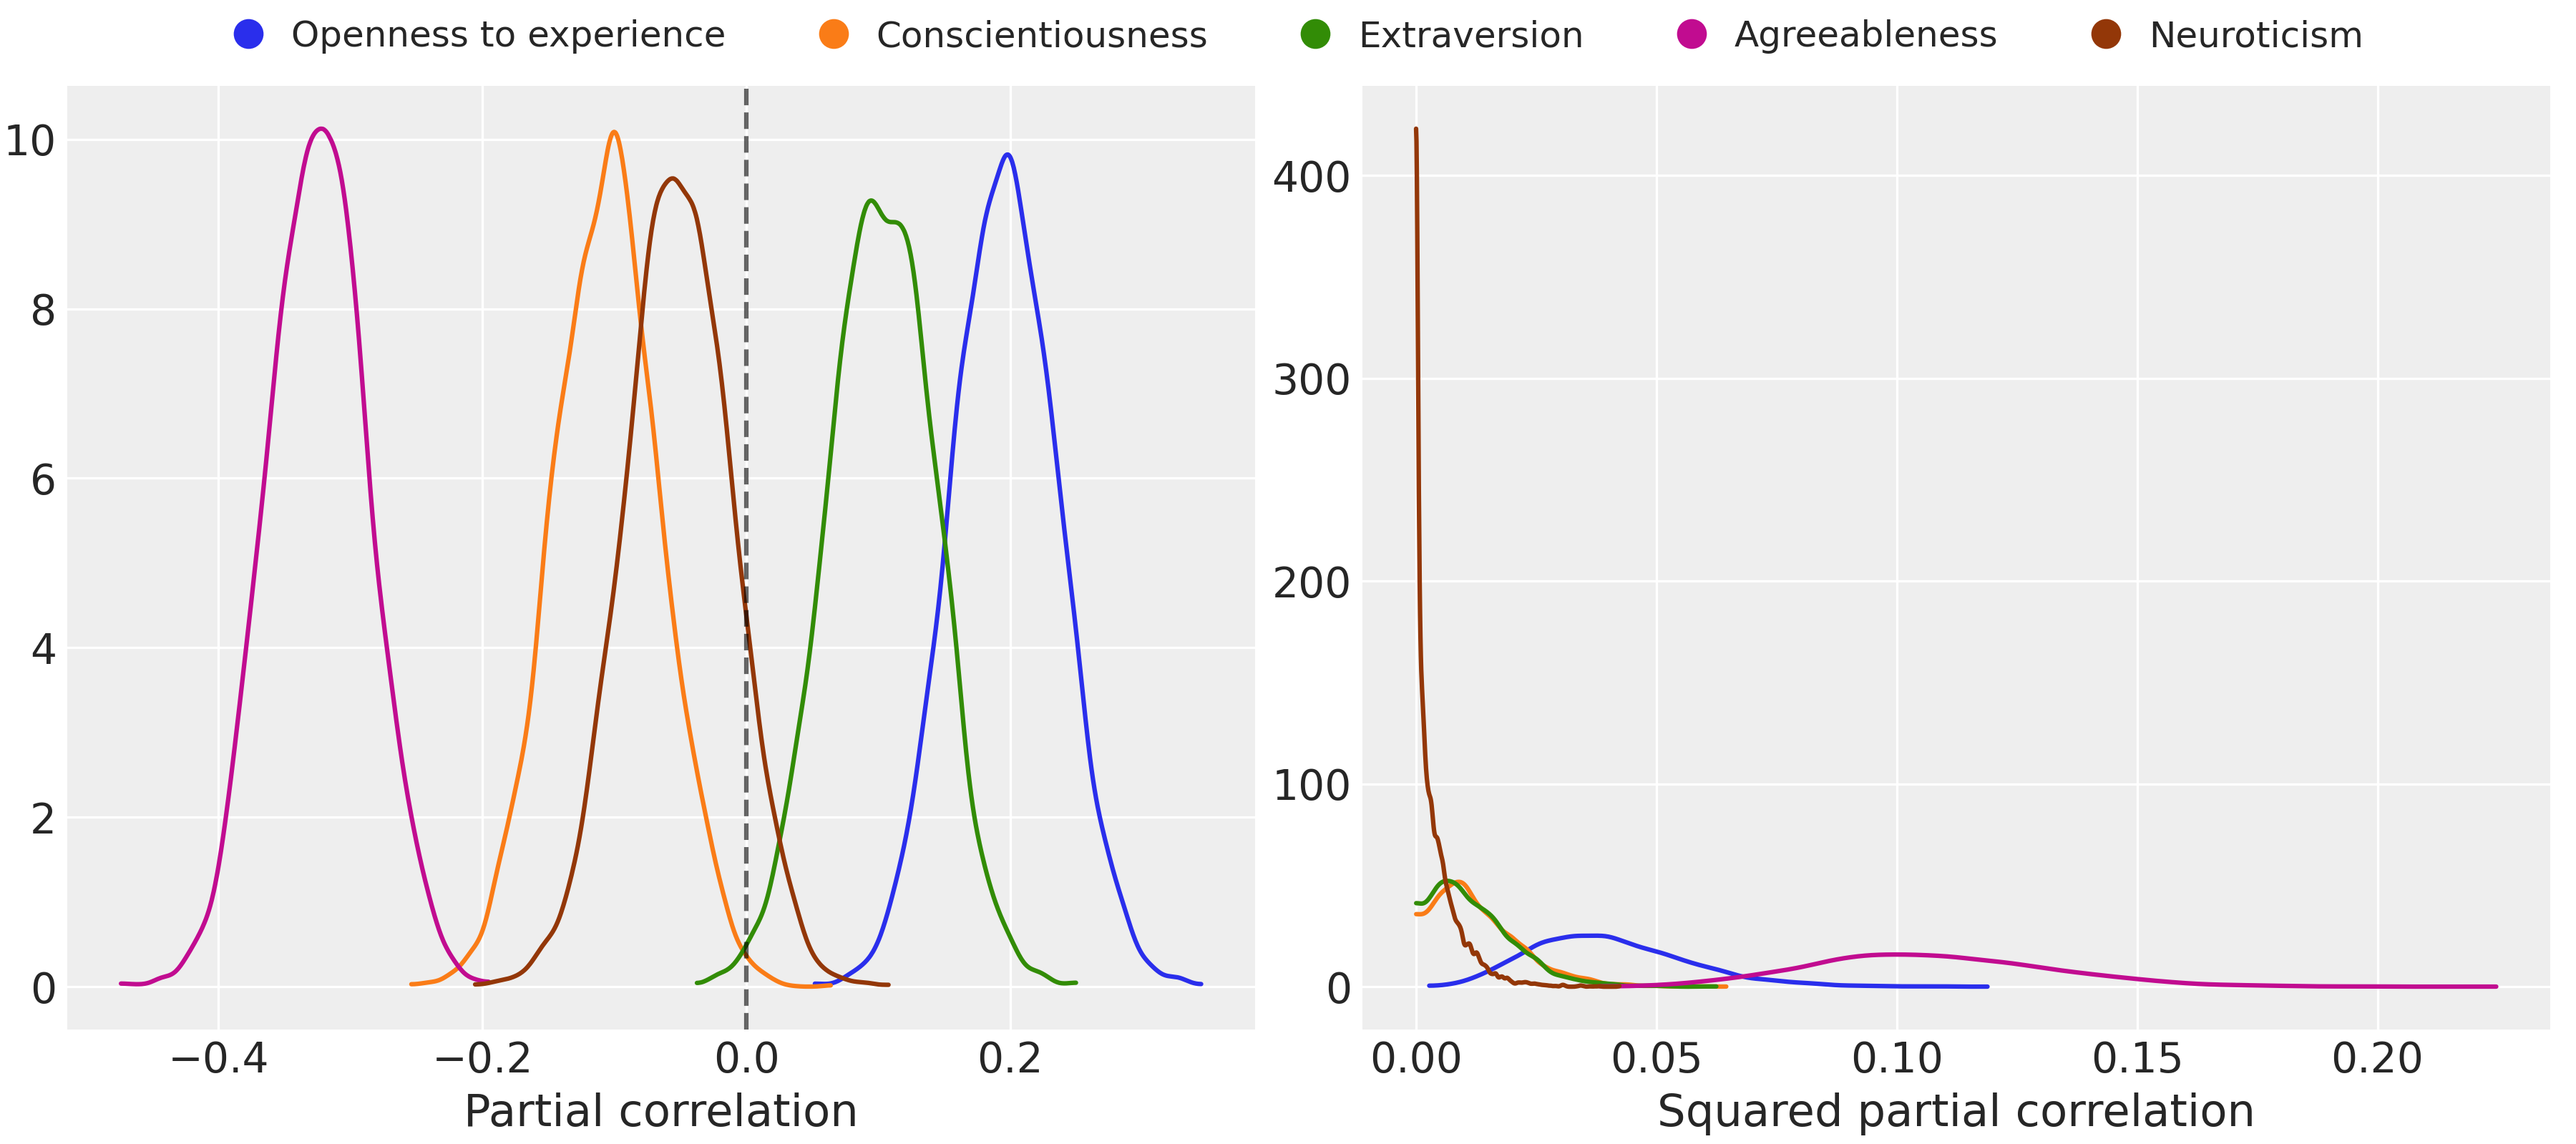 Openness to experience Conscientiousness Extraversion Agreeableness Neuroticism
10
8
6
4
2
0
−0.4 −0.2 0.0 0.2
Partial correlation
400
300
200
100
0
0.00 0.05 0.10 0.15 0.20
Squared partial correlation